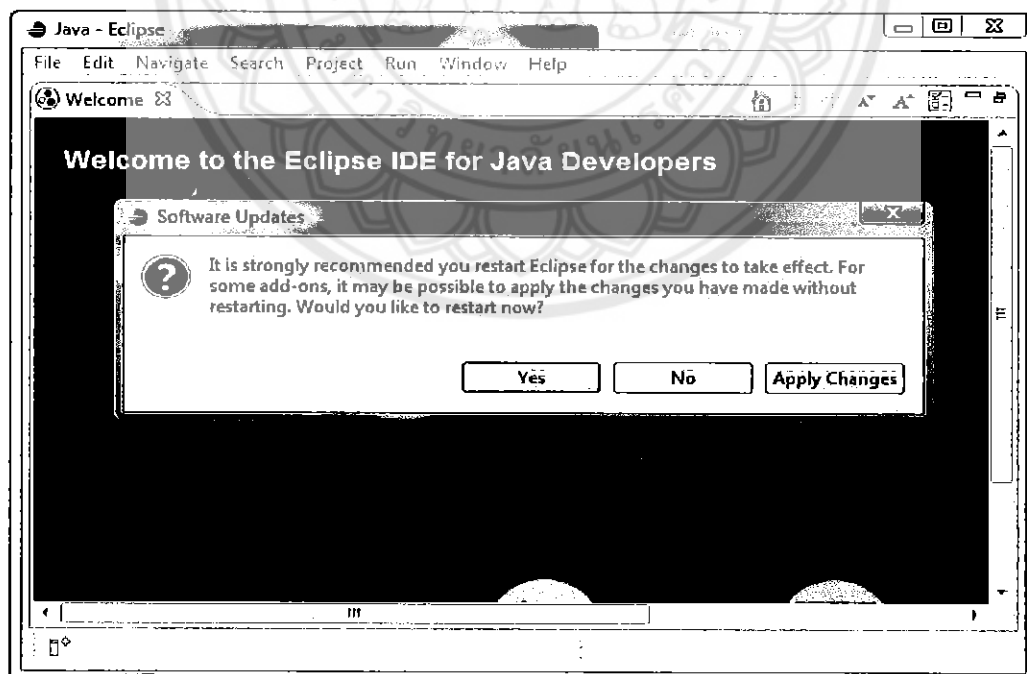 Java - Eclipse
File Edit Navigate Search Project Run Window Help
Welcome
Welcome to the Eclipse IDE for Java Developers
Software Updates
It is strongly recommended you restart Eclipse for the changes to take effect. For
some add-ons, it may be possible to apply the changes you have made without
restarting. Would you like to restart now?
Yes No Apply Changes